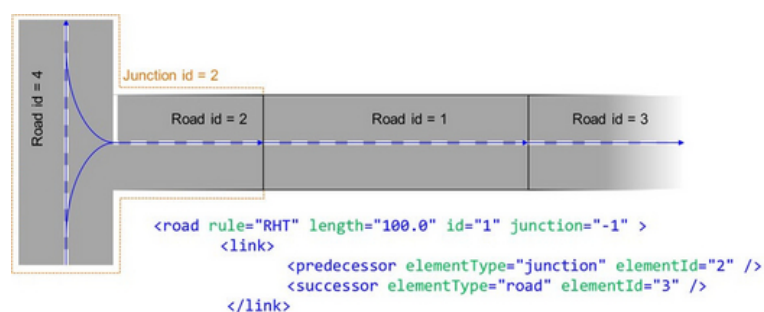 Road id = 4
Junction id = 2
Road id = 2
Road id = 1
Road id = 3
<road rule="RHT" length="100.0" id="1" junction="-1" >
<link>
<predecessor elementType="junction" elementId="2" />
<successor elementType="road" elementId="3" />
</link>